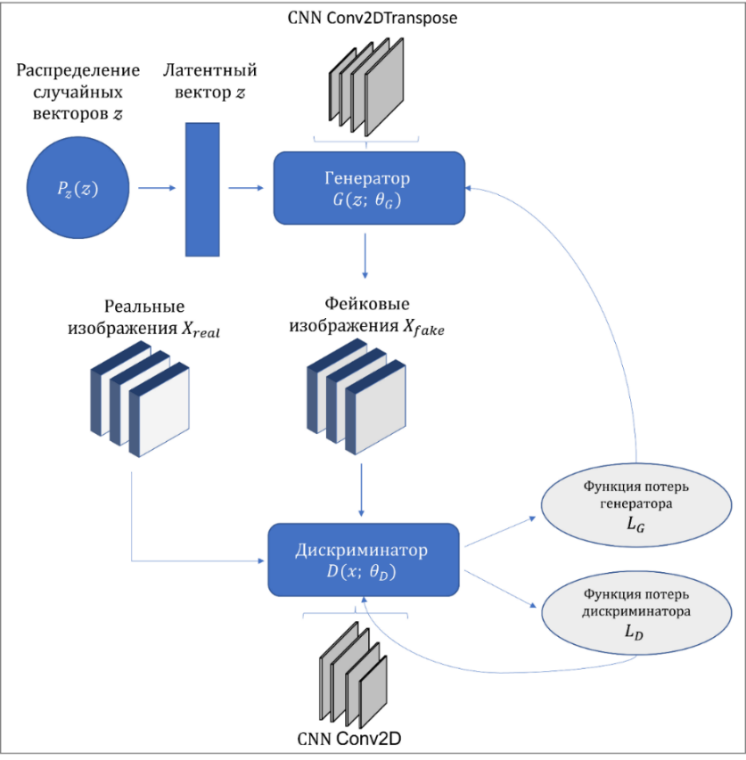 CNN Conv2DTranspose
Распределение
случайных
векторов z
Латентный
вектор z
P_z(z)
Генератор
G(z; θ_G)
Реальные
изображения X_real
Фейковые
изображения X_fake
Функция потерь
генератора
L_G
Дискриминатор
D(x; θ_D)
Функция потерь
дискриминатора
L_D
CNN Conv2D